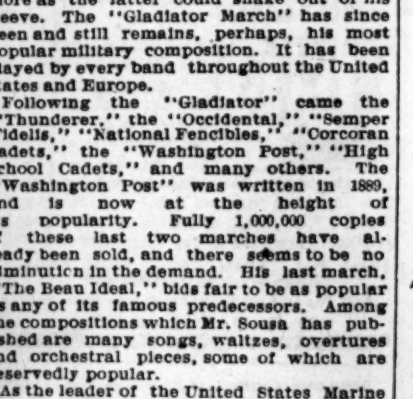 eeve. The "Gladiator March" has since
een and still remains, perhaps, his most
opular military composition. It has been
layed by every band throughout the United
ates and Europe.
Following the "Gladiator" came the
"Thunderer," the "Occidental," "Semper
idelis," "National Fencibles," "Corcoran
adets," the "Washington Post," "High
chool Cadets," and many others. The
Washington Post" was written in 1889,
nd is now at the height of
s popularity. Fully 1,000,000 copies
f these last two marches have al-
eady been sold, and there seems to be no
iminution in the demand. His last march,
"The Bean Ideal," bids fair to be as popular
s any of its famous predecessors. Among
he compositions which Mr. Sousa has pub-
shed are many songs, waltzes, overtures
nd orchestral pieces, some of which are
eservedly popular.
As the leader of the United States Marine